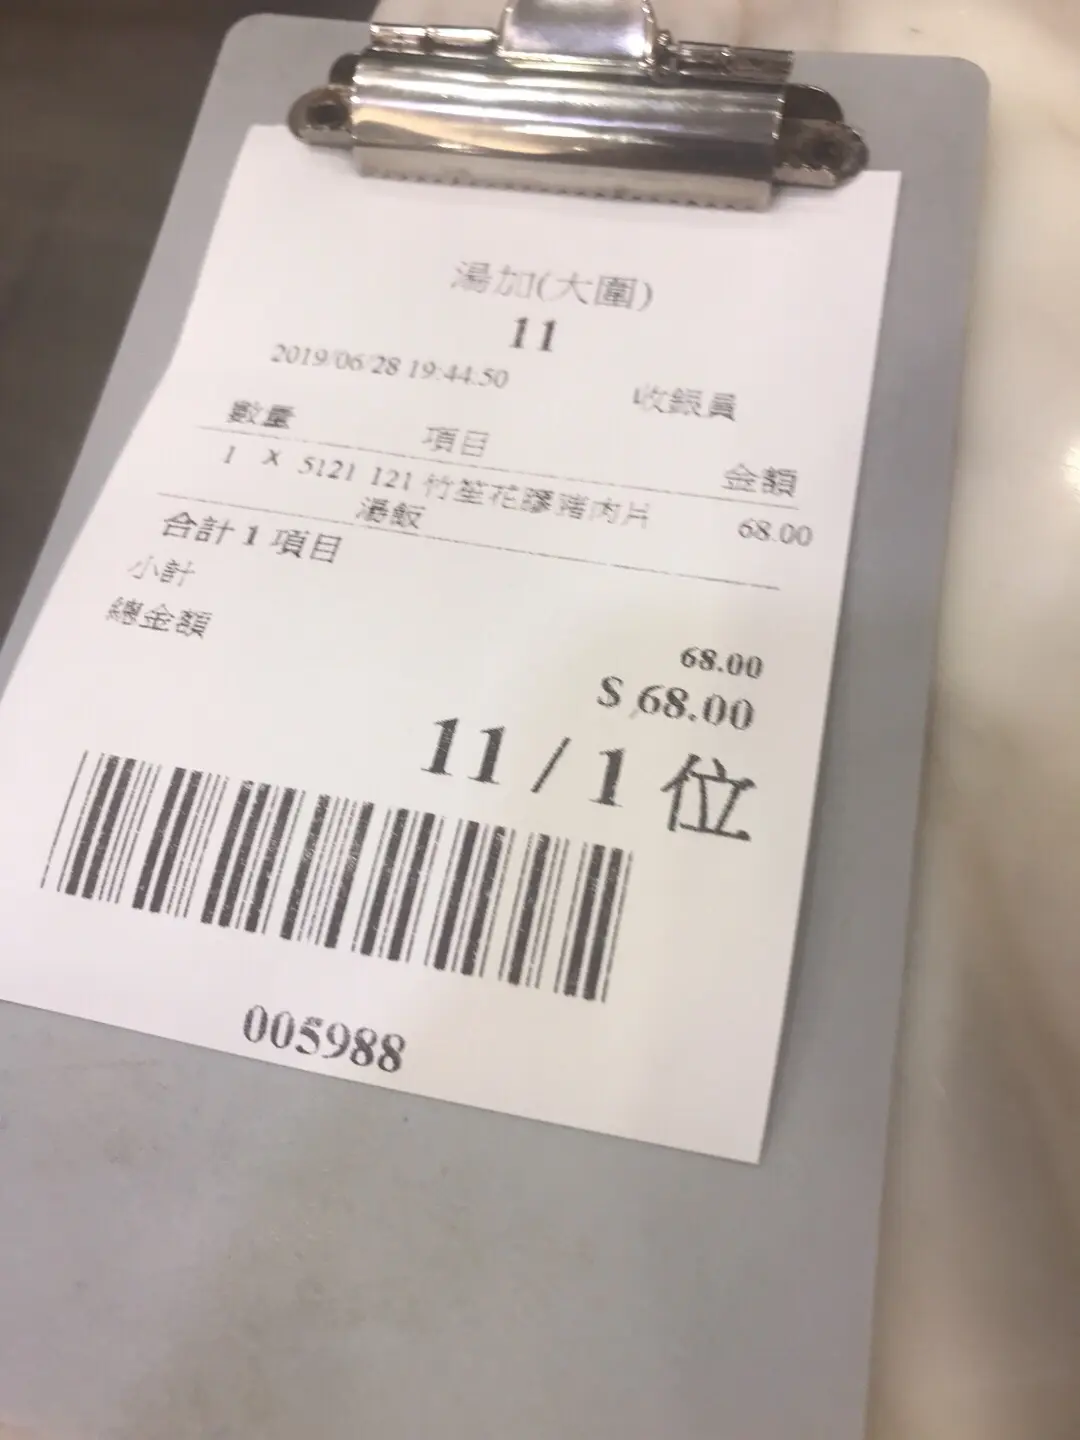 湯加(大圍)
11
2019/06/28 19:44:50 收銀員
數量 項目 金額
1 x 5121 121 竹笙花膠豬肉片 68.00
湯飯
合計 1 項目
小計 68.00
總金額 $ 68.00
11 / 1 位
005988